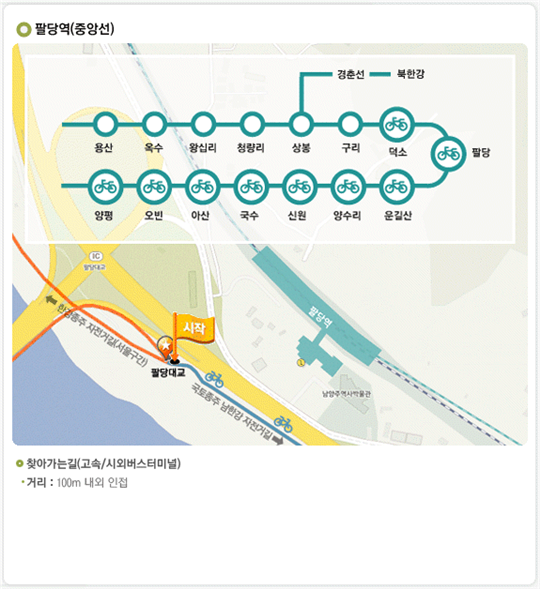 팔당역(중앙선)
경춘선 북한강
용산 옥수 왕십리 청량리 상봉 구리 덕소 팔당
양평 오빈 아산 국수 신원 양수리 운길산
IC
팔당대교
한강종주 자전거길(서울구간)
시작
팔당대교
팔당역
국토종주 남한강 자전거길
남양주역사박물관
찾아가는길(고속/시외버스터미널)
거리 : 100m 내외 인접